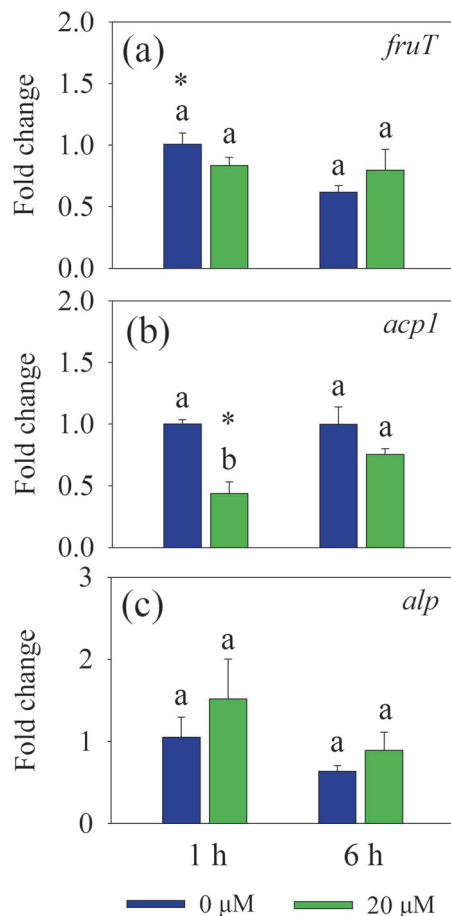 2.0
(a)
fruT
1.5
*
a
a
1.0
a
a
0.5
0.0
Fold change
2.0
(b)
acp1
1.5
a
*
a
1.0
b
a
0.5
0.0
Fold change
3
(c)
alp
2
a
a
a
1
a
0
Fold change
1 h
6 h
0 μM
20 μM